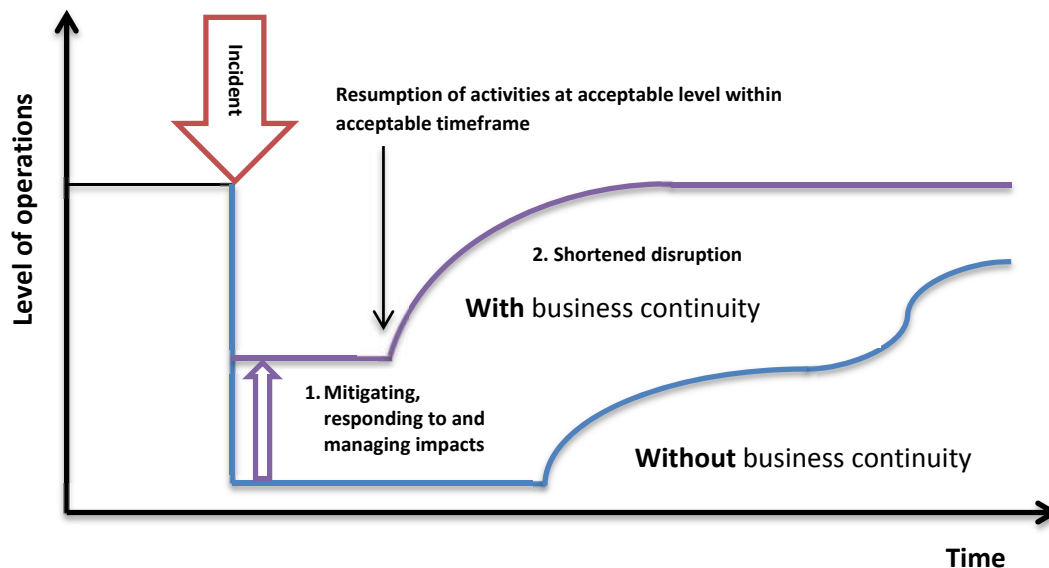 Incident
Resumption of activities at acceptable level within
acceptable timeframe
Level of operations
2. Shortened disruption
With business continuity
1. Mitigating,
responding to and
managing impacts
Without business continuity
Time